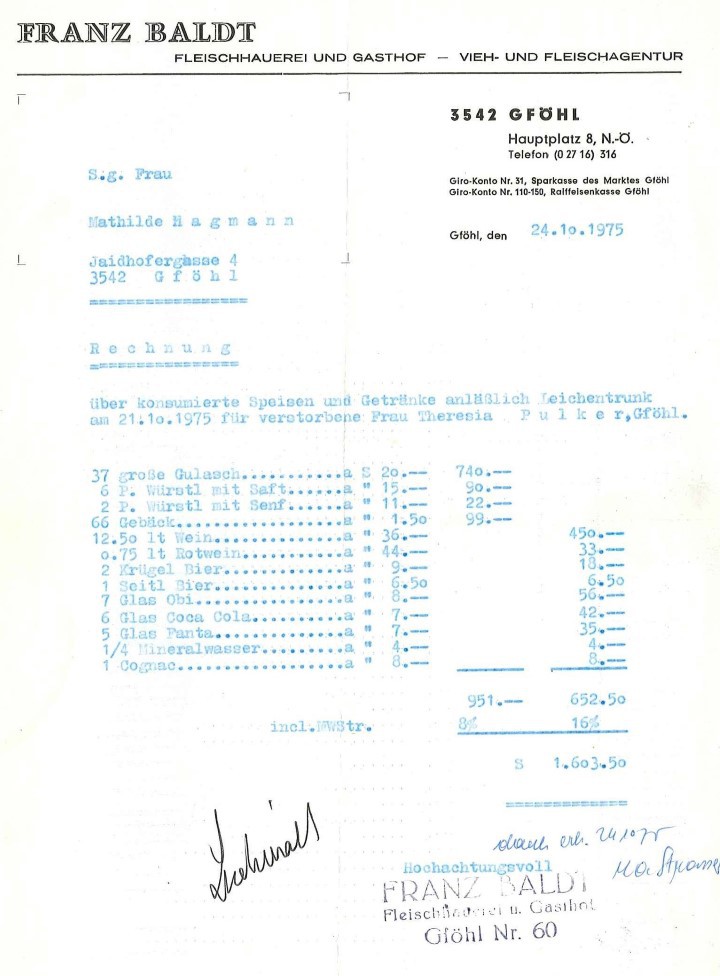 FRANZ BALDT
FLEISCHHAUEREI UND GASTHOF — VIEH- UND FLEISCHAGENTUR
3542 GFÖHL
Hauptplatz 8, N.-Ö.
Telefon (0 27 16) 316
Giro-Konto Nr. 31, Sparkasse des Marktes Gföhl
Giro-Konto Nr. 110-150, Raiffeisenkasse Gföhl
Gföhl, den 24.1o.1975
S.g. Frau
Mathilde H a g m a n n
Jaidhofergasse 4
3542 G f ö h l
==================
R e c h n u n g
=================
über konsumierte Speisen und Getränke anläßlich Leichentrunk
am 21.1o.1975 für verstorbene Frau Theresia P u l k e r,Gföhl.
37 große Gulasch............a S 2o.-- 74o.--
6 P. Würstl mit Saft......a " 15.-- 9o.--
2 P. Würstl mit Senf......a " 11.-- 22.--
66 Gebäck...................a " 1.5o 99.--
12.5o lt Wein...............a " 36.-- 45o.--
o.75 lt Rotwein............a " 44.-- 33.--
2 Krügel Bier.............a " 9.-- 18.--
1 Seitl Bier..............a " 6.5o 6.5o
7 Glas Obi................a " 8.-- 56.--
6 Glas Coca Cola..........a " 7.-- 42.--
5 Glas Fanta..............a " 7.-- 35.--
1/4 Mineralwasser.........a " 4.-- 4.--
1 Cognac..................a " 8.-- 8.--
951.-- 652.5o
incl.MWStr. 8% 16%
S 1.6o3.5o
==============
erh. 24 10 75
Hochachtungsvoll
FRANZ BALDT
Fleischhauerei u. Gasthof
Gföhl Nr. 60